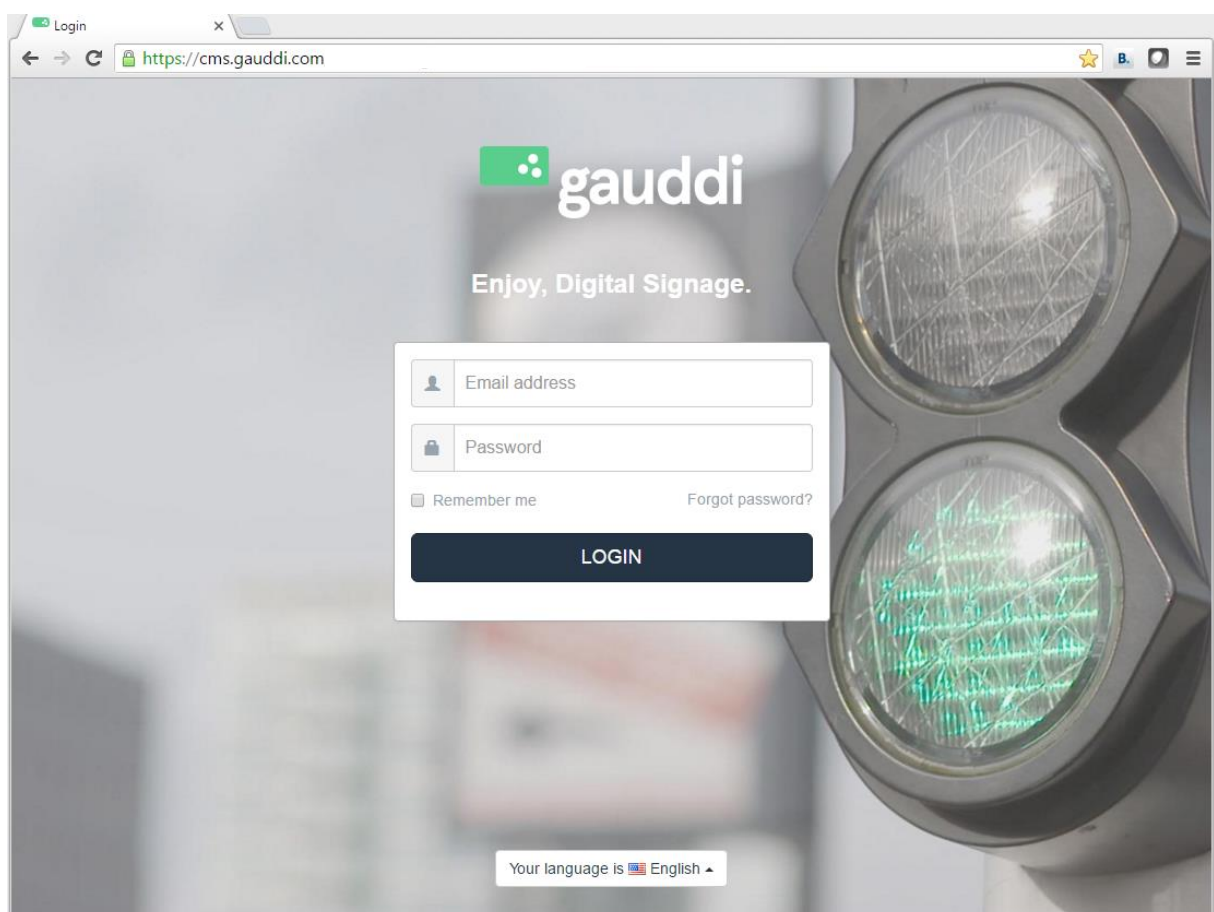 Login
https://cms.gauddi.com
B.
gauddi
Enjoy, Digital Signage.
Email address
Password
Remember me Forgot password?
LOGIN
Your language is English